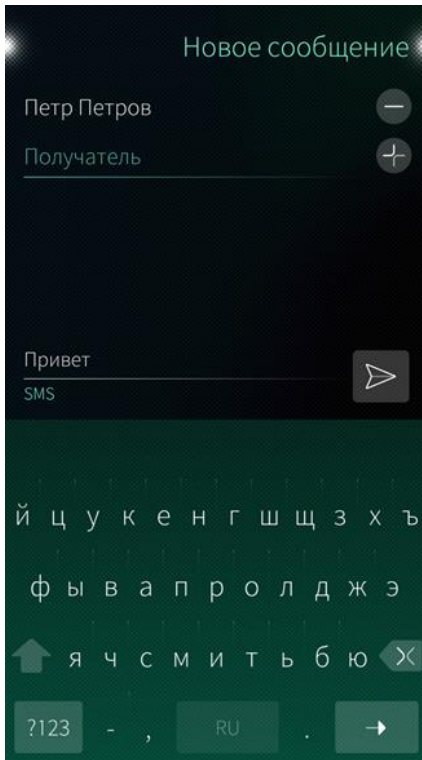 Новое сообщение
Петр Петров
Получатель
Привет
SMS
й ц у к е н г ш щ з х ъ
ф ы в а п р о л д ж э
я ч с м и т ь б ю
?123 - , RU .